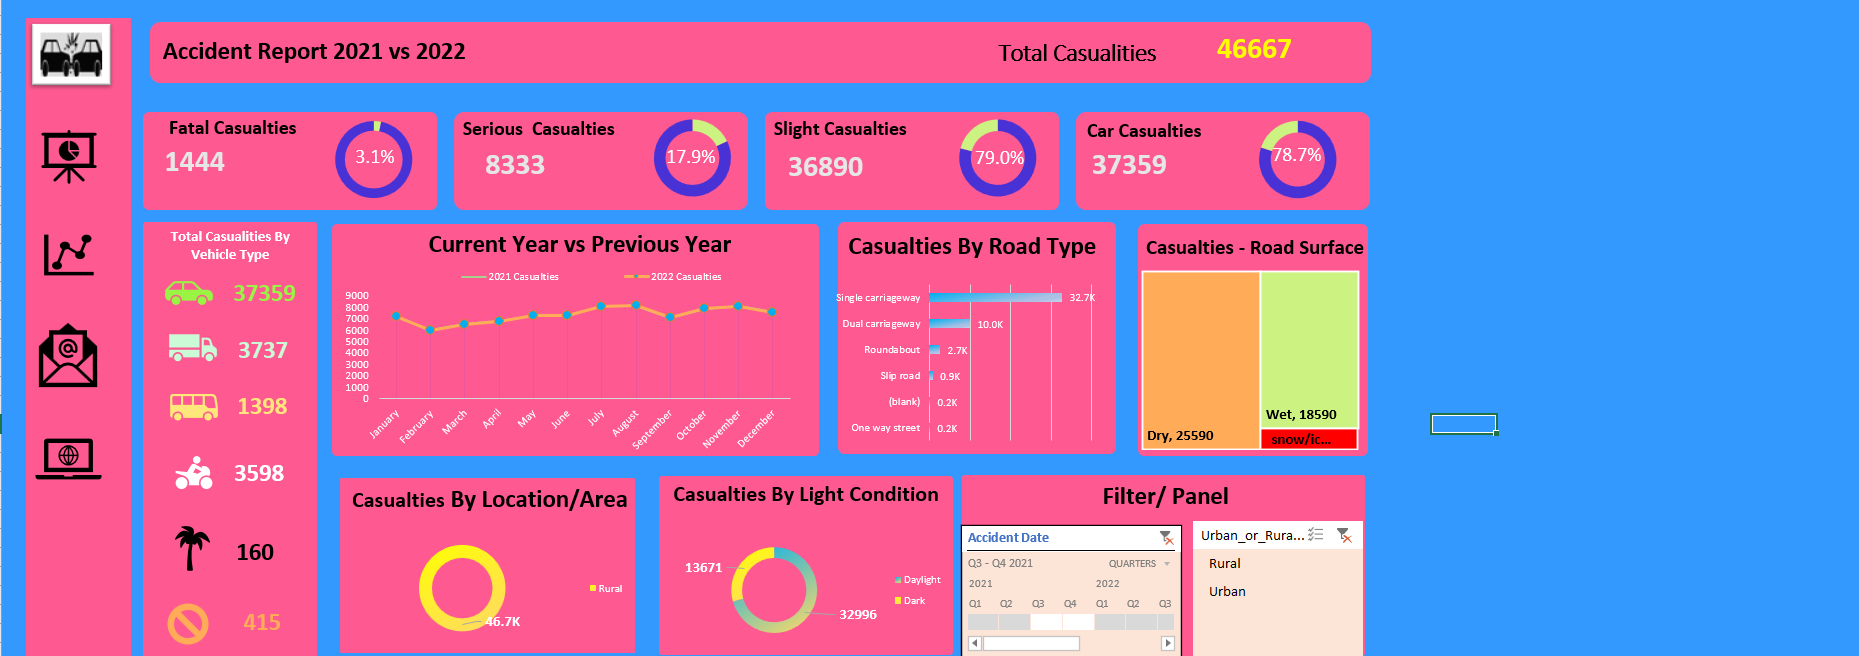 Accident Report 2021 vs 2022
Total Casualities
46667
Fatal Casualties
1444
3.1%
Serious Casualties
8333
17.9%
Slight Casualties
36890
79.0%
Car Casualties
37359
78.7%
Total Casualities By
Vehicle Type
37359
3737
1398
3598
160
415
Current Year vs Previous Year
2021 Casualties
2022 Casualties
9000
8000
7000
6000
5000
4000
3000
2000
1000
0
January
February
March
April
May
June
July
August
September
October
November
December
Casualties By Road Type
Single carriageway
32.7K
Dual carriageway
10.0K
Roundabout
2.7K
Slip road
0.9K
(blank)
0.2K
One way street
0.2K
Casualties - Road Surface
Dry, 25590
Wet, 18590
snow/ic...
Casualties By Location/Area
Rural
46.7K
Casualties By Light Condition
13671
32996
Daylight
Dark
Filter/ Panel
Accident Date
Q3 - Q4 2021
QUARTERS
2021
2022
Q1 Q2 Q3 Q4 Q1 Q2 Q3
Urban_or_Rura...
Rural
Urban
@